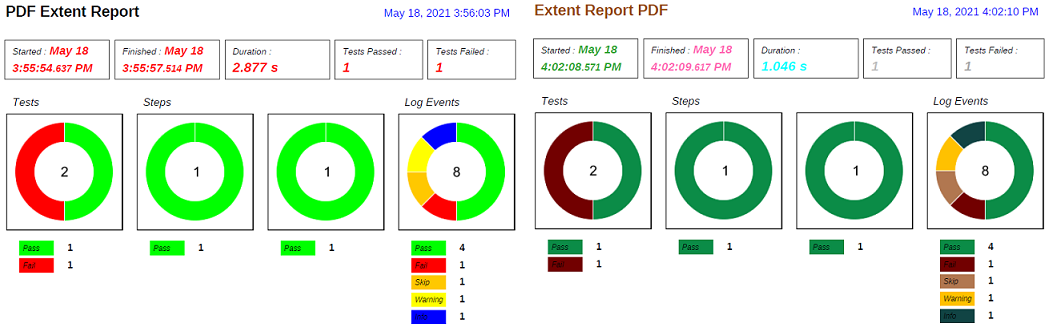 PDF Extent Report
May 18, 2021 3:56:03 PM
Started : May 18
3:55:54.637 PM
Finished : May 18
3:55:57.514 PM
Duration :
2.877 s
Tests Passed :
1
Tests Failed :
1
Tests
Steps
Log Events
2
1
1
8
Pass 1
Fail 1
Pass 1
Pass 1
Pass 4
Fail 1
Skip 1
Warning 1
Info 1
Extent Report PDF
May 18, 2021 4:02:10 PM
Started : May 18
4:02:08.571 PM
Finished : May 18
4:02:09.617 PM
Duration :
1.046 s
Tests Passed :
1
Tests Failed :
1
Tests
Steps
Log Events
2
1
1
8
Pass 1
Fail 1
Pass 1
Pass 1
Pass 4
Fail 1
Skip 1
Warning 1
Info 1